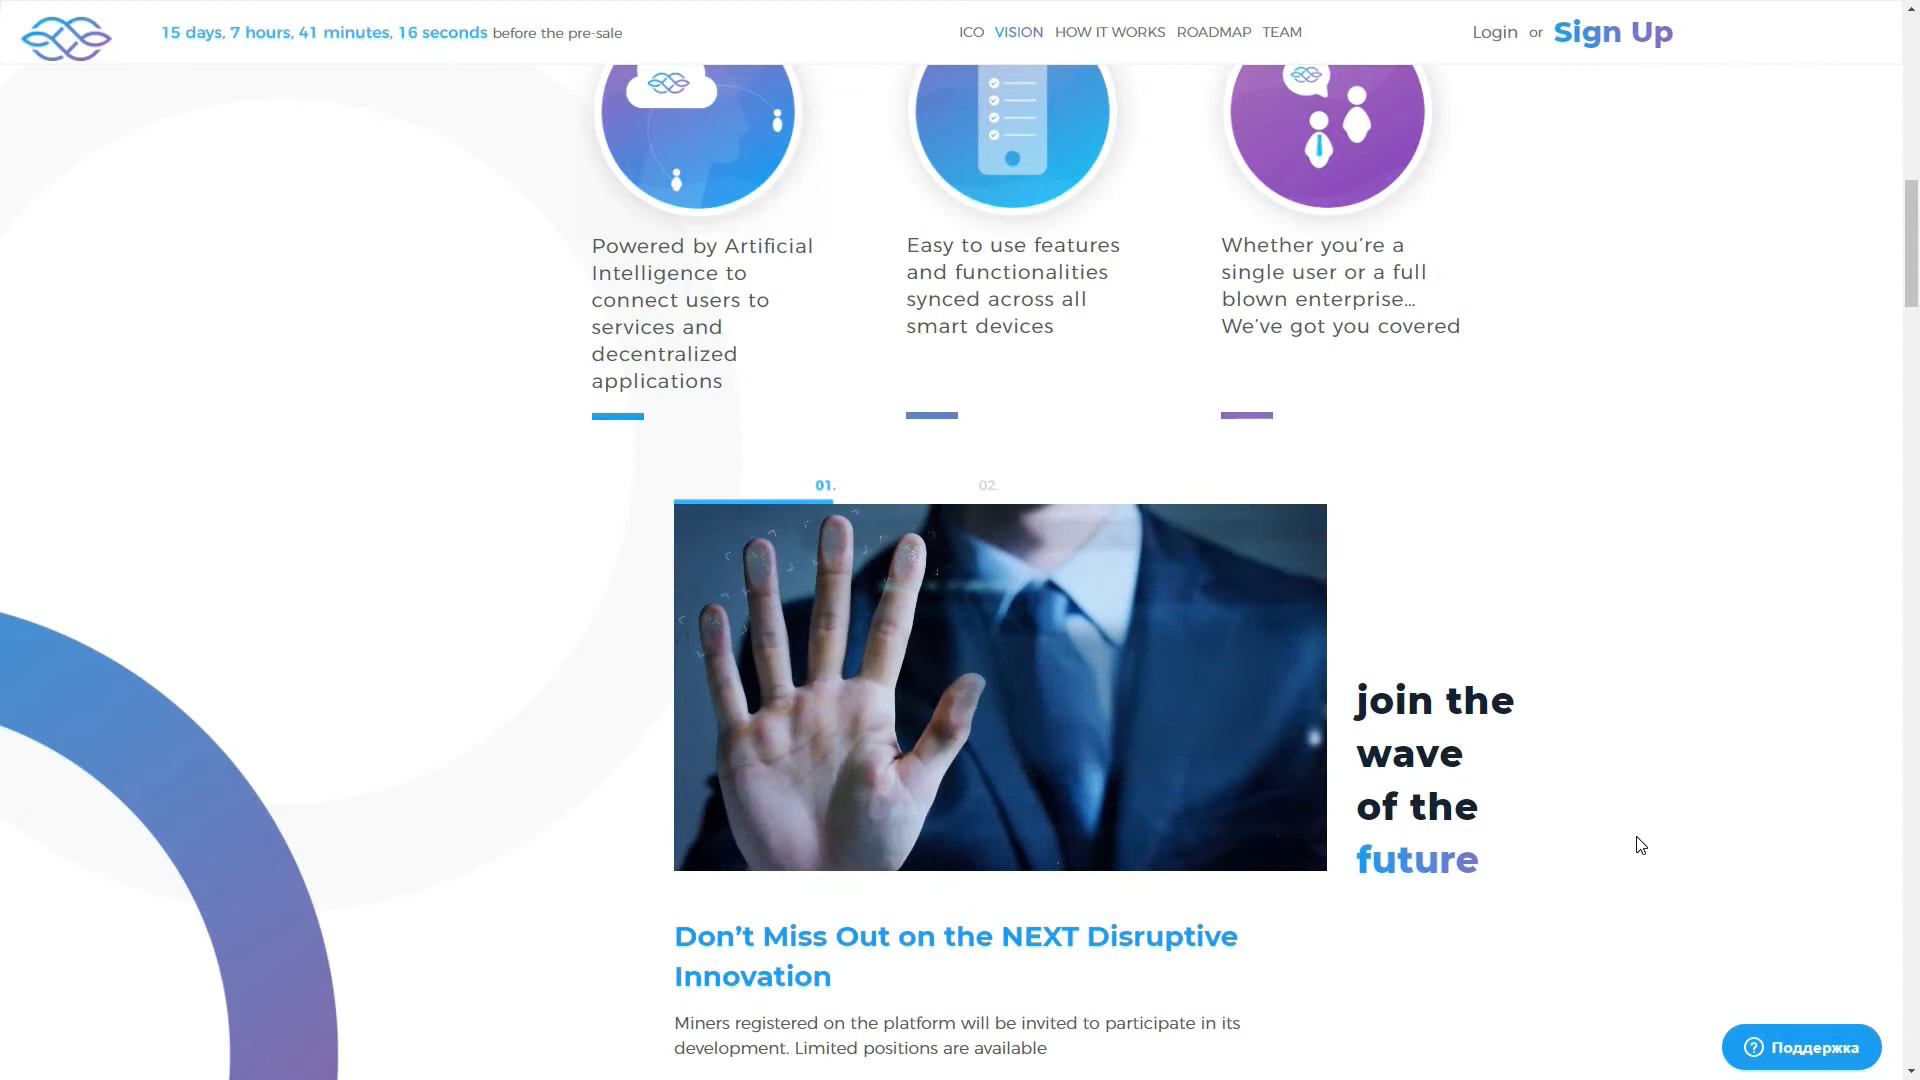 15 days, 7 hours, 41 minutes, 16 seconds before the pre-sale
ICO VISION HOW IT WORKS ROADMAP TEAM
Login or Sign Up
Powered by Artificial
Intelligence to
connect users to
services and
decentralized
applications
Easy to use features
and functionalities
synced across all
smart devices
Whether you’re a
single user or a full
blown enterprise...
We’ve got you covered
01.
02.
join the
wave
of the
future
Don’t Miss Out on the NEXT Disruptive
Innovation
Miners registered on the platform will be invited to participate in its
development. Limited positions are available
Поддержка